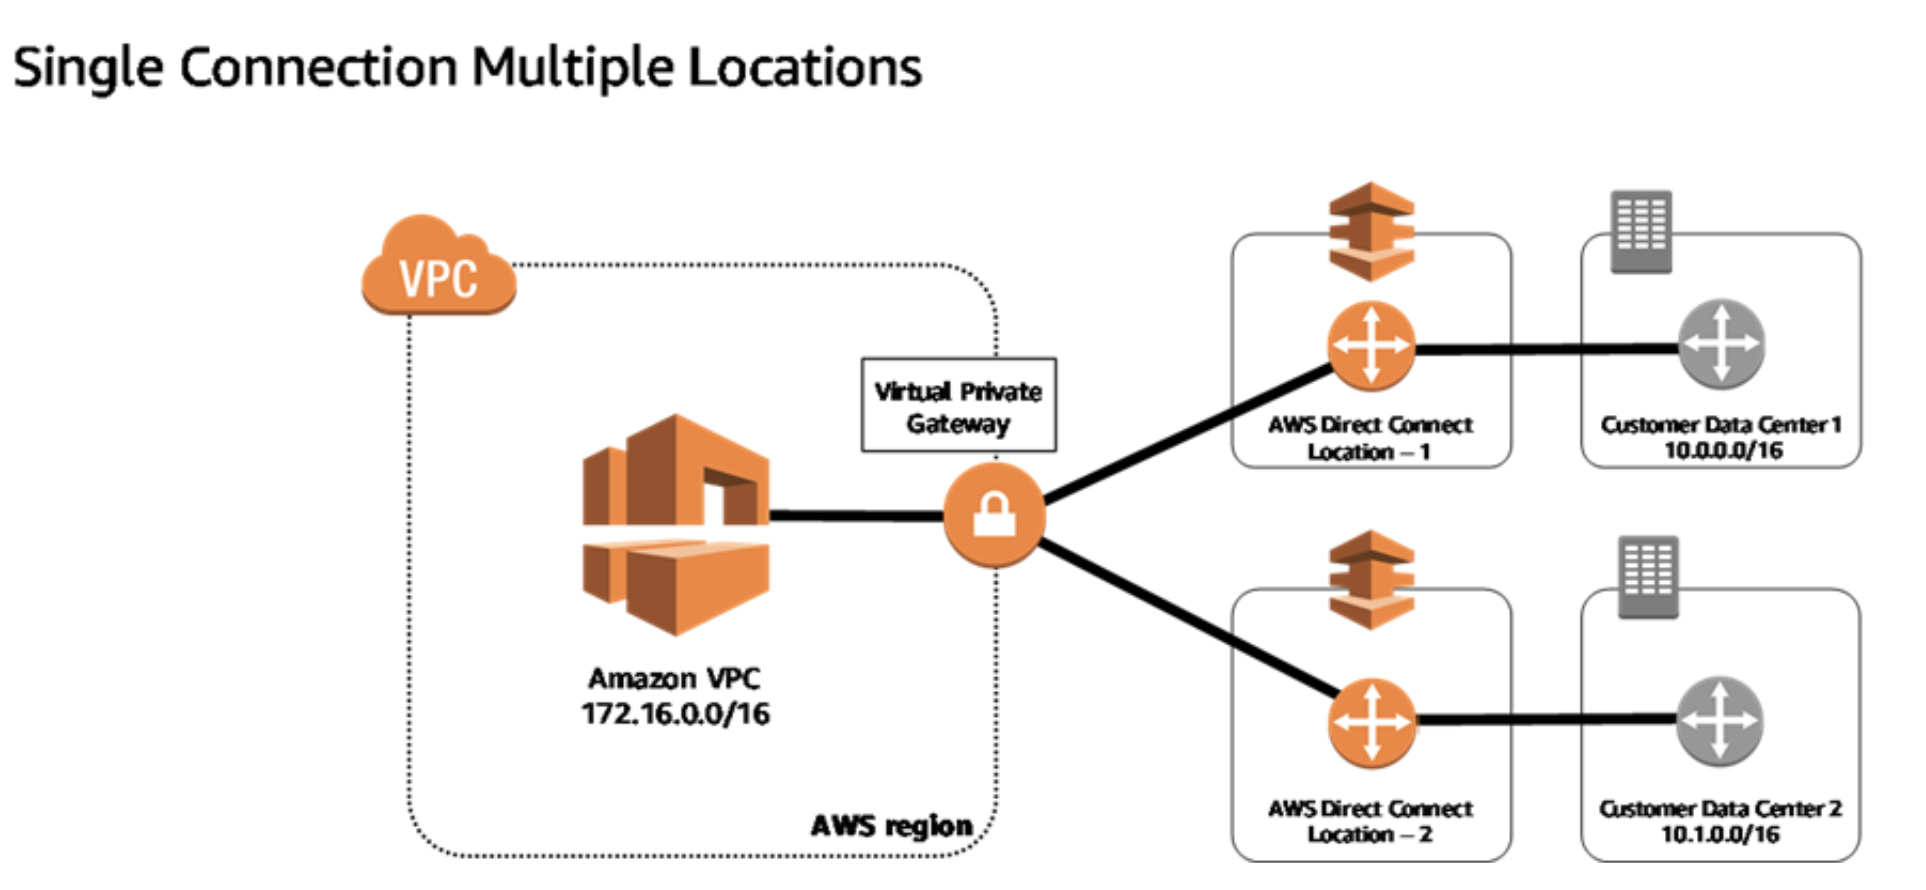 Single Connection Multiple Locations
VPC
Virtual Private
Gateway
Amazon VPC
172.16.0.0/16
AWS region
AWS Direct Connect
Location – 1
Customer Data Center 1
10.0.0.0/16
AWS Direct Connect
Location – 2
Customer Data Center 2
10.1.0.0/16